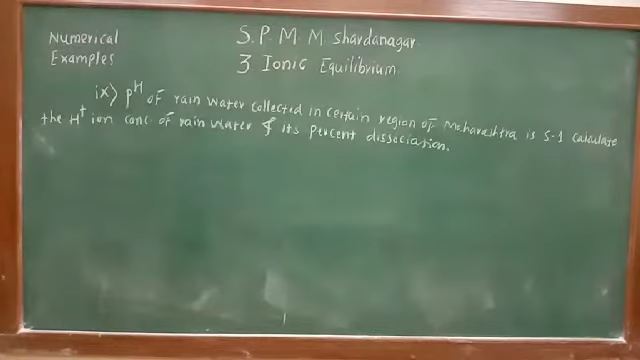 Numerical
Examples
S.P.M.M Shardanagar
3 Ionic Equilibrium
ix) pH of rain water collected in certain region of Maharashtra is 5.1 calculate
the H+ ion conc of rain water & its percent dissociation.